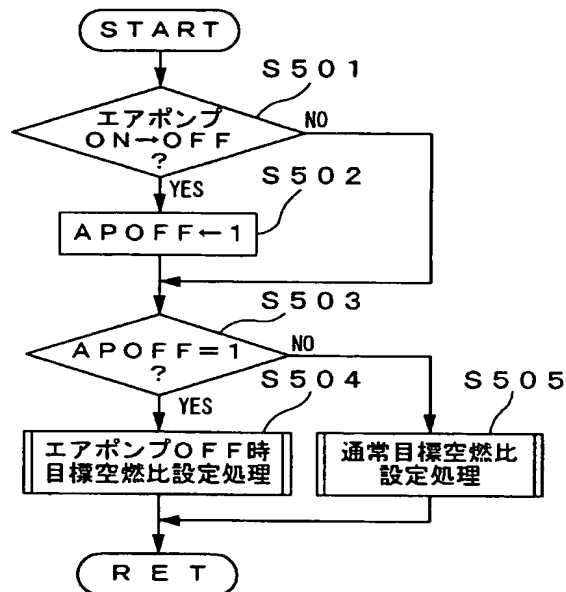 START
S501
エアポンプ
ON→OFF
?
NO
YES
S502
APOFF←1
S503
APOFF=1
?
NO
YES
S504
S505
エアポンプOFF時
目標空燃比設定処理
通常目標空燃比
設定処理
RET